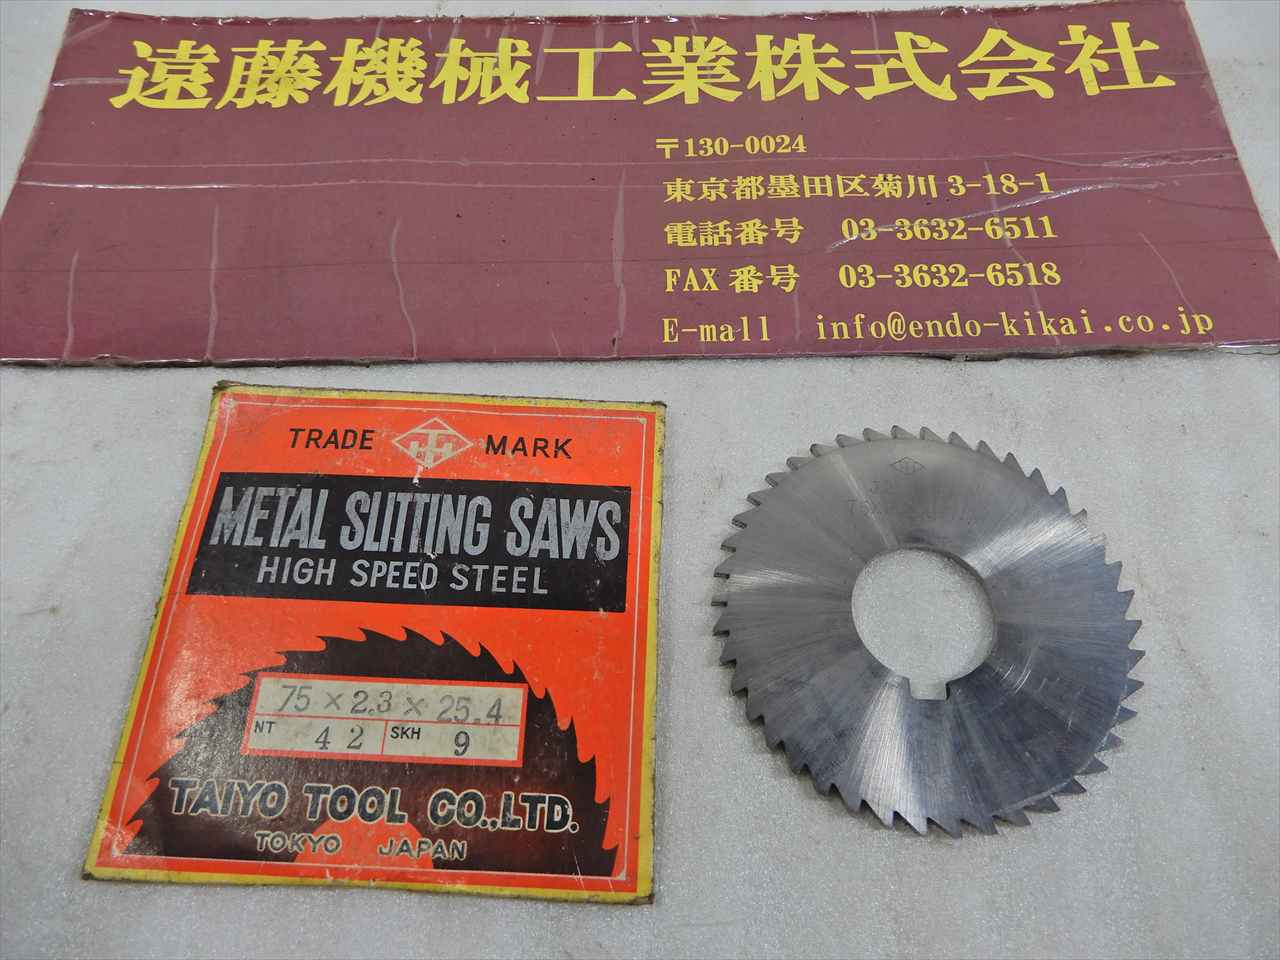 遠藤機械工業株式会社
〒130-0024
東京都墨田区菊川 3-18-1
電話番号 03-3632-6511
FAX 番号 03-3632-6518
E-mall info@endo-kikai.co.jp
TRADE MARK
METAL SLITTING SAWS
HIGH SPEED STEEL
75 × 2.3 × 25.4
NT 42 SKH 9
TAIYO TOOL CO.,LTD.
TOKYO JAPAN